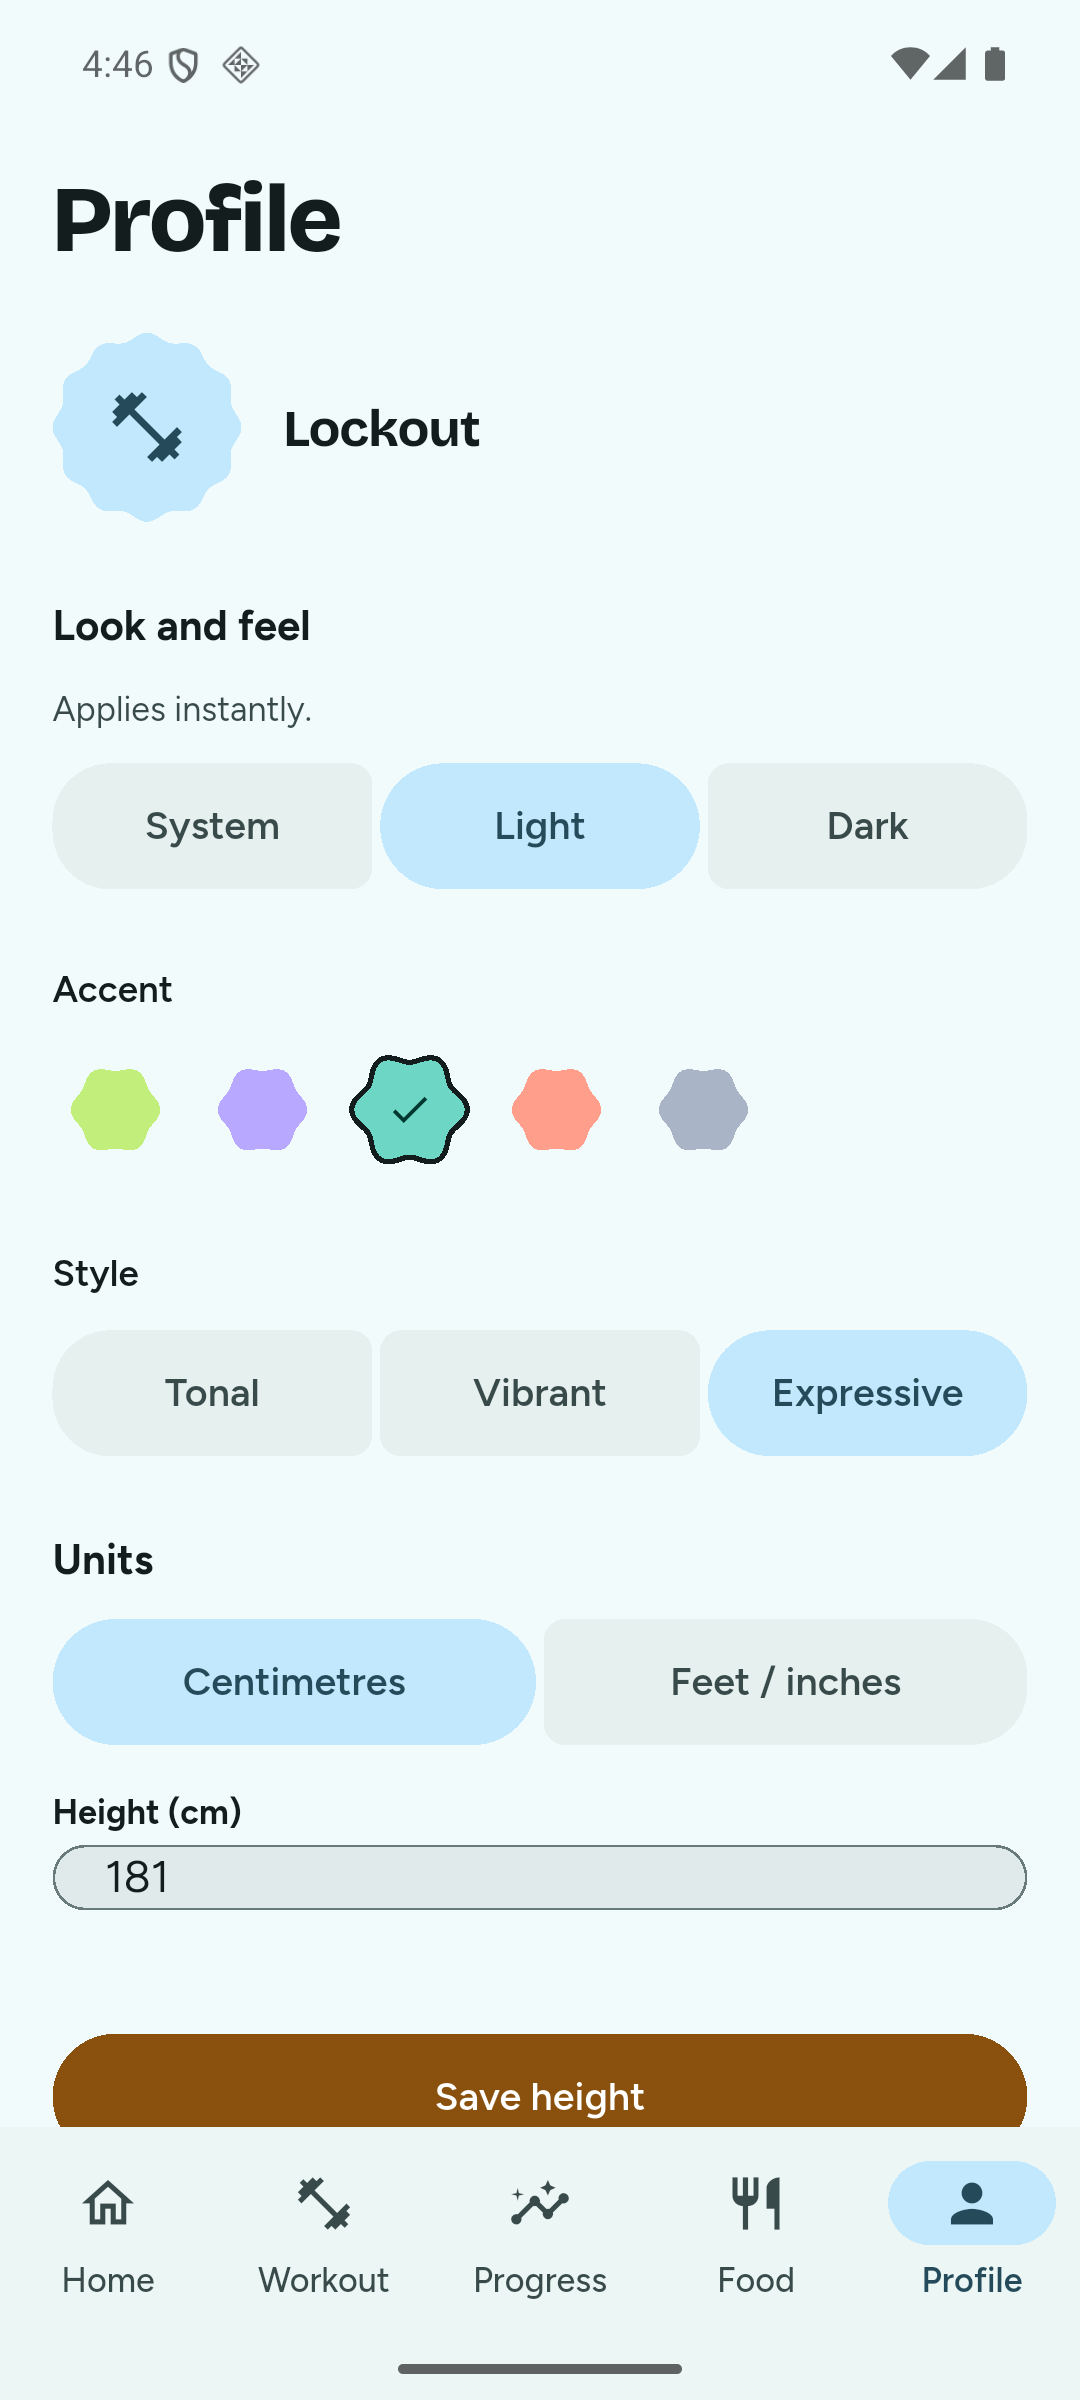 4:46
Profile
Lockout
Look and feel
Applies instantly.
System Light Dark
Accent
Style
Tonal Vibrant Expressive
Units
Centimetres Feet / inches
Height (cm)
181
Save height
Home Workout Progress Food Profile